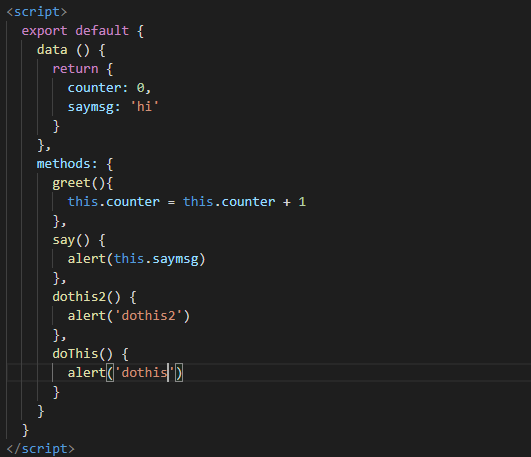 <script>
  export default {
    data () {
      return {
        counter: 0,
        saymsg: 'hi'
      }
    },
    methods: {
      greet(){
        this.counter = this.counter + 1
      },
      say() {
        alert(this.saymsg)
      },
      dothis2() {
        alert('dothis2')
      },
      doThis() {
        alert('dothis')
      }
    }
  }
</script>